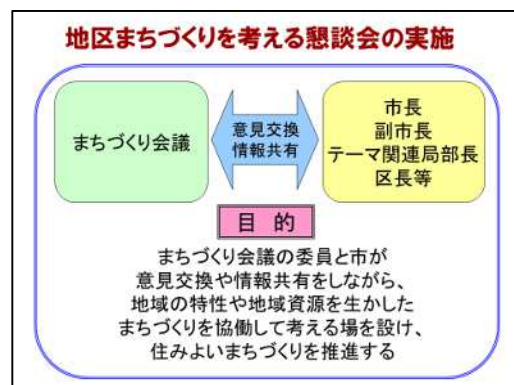 地区まちづくりを考える懇談会の実施
まちづくり会議
意見交換
情報共有
市長
副市長
テーマ関連局部長
区長等
目 的
まちづくり会議の委員と市が
意見交換や情報共有をしながら、
地域の特性や地域資源を生かした
まちづくりを協働して考える場を設け、
住みよいまちづくりを推進する